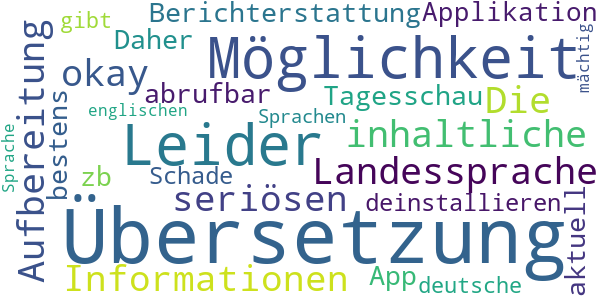 gibt
Berichterstattung
Applikation
Daher
Möglichkeit
mächtig
okay
abrufbar
Tagesschau
Die
Aufbereitung
bestens
englischen
Sprachen
Leider
inhaltliche
Sprache
zb
Schade
Landessprache
seriösen
deinstallieren
aktuell
Übersetzung
Informationen
App
deutsche